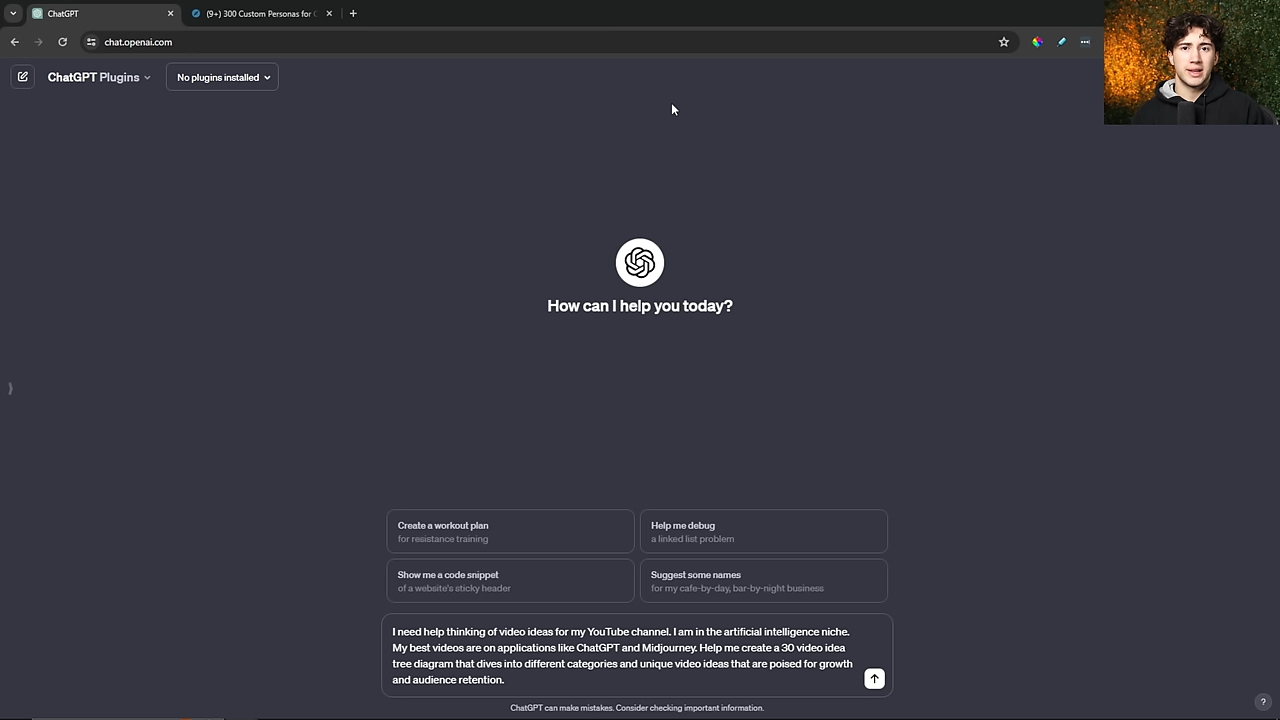 ChatGPT
(9+) 300 Custom Personas for C
chat.openai.com
ChatGPT Plugins
No plugins installed
How can I help you today?
Create a workout plan
for resistance training
Help me debug
a linked list problem
Show me a code snippet
of a website's sticky header
Suggest some names
for my cafe-by-day, bar-by-night business
I need help thinking of video ideas for my YouTube channel. I am in the artificial intelligence niche.
My best videos are on applications like ChatGPT and Midjourney. Help me create a 30 video idea
tree diagram that dives into different categories and unique video ideas that are poised for growth
and audience retention.
ChatGPT can make mistakes. Consider checking important information.
?